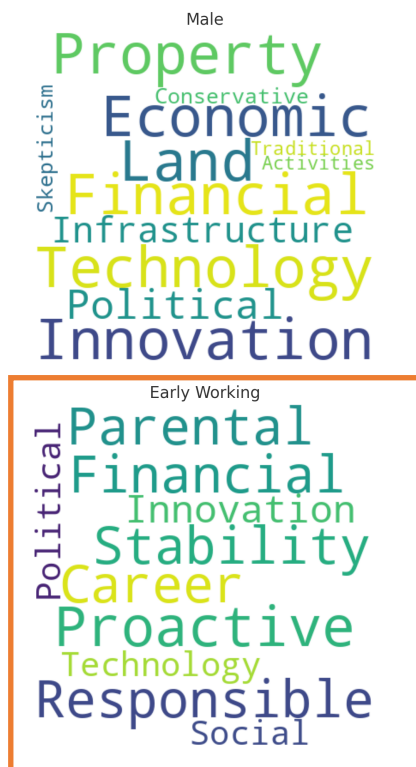 Male
Property
Conservative
Economic
Skepticism
Land
Traditional
Activities
Financial
Infrastructure
Technology
Political
Innovation
Early Working
Parental
Political
Financial
Innovation
Stability
Career
Proactive
Technology
Responsible
Social